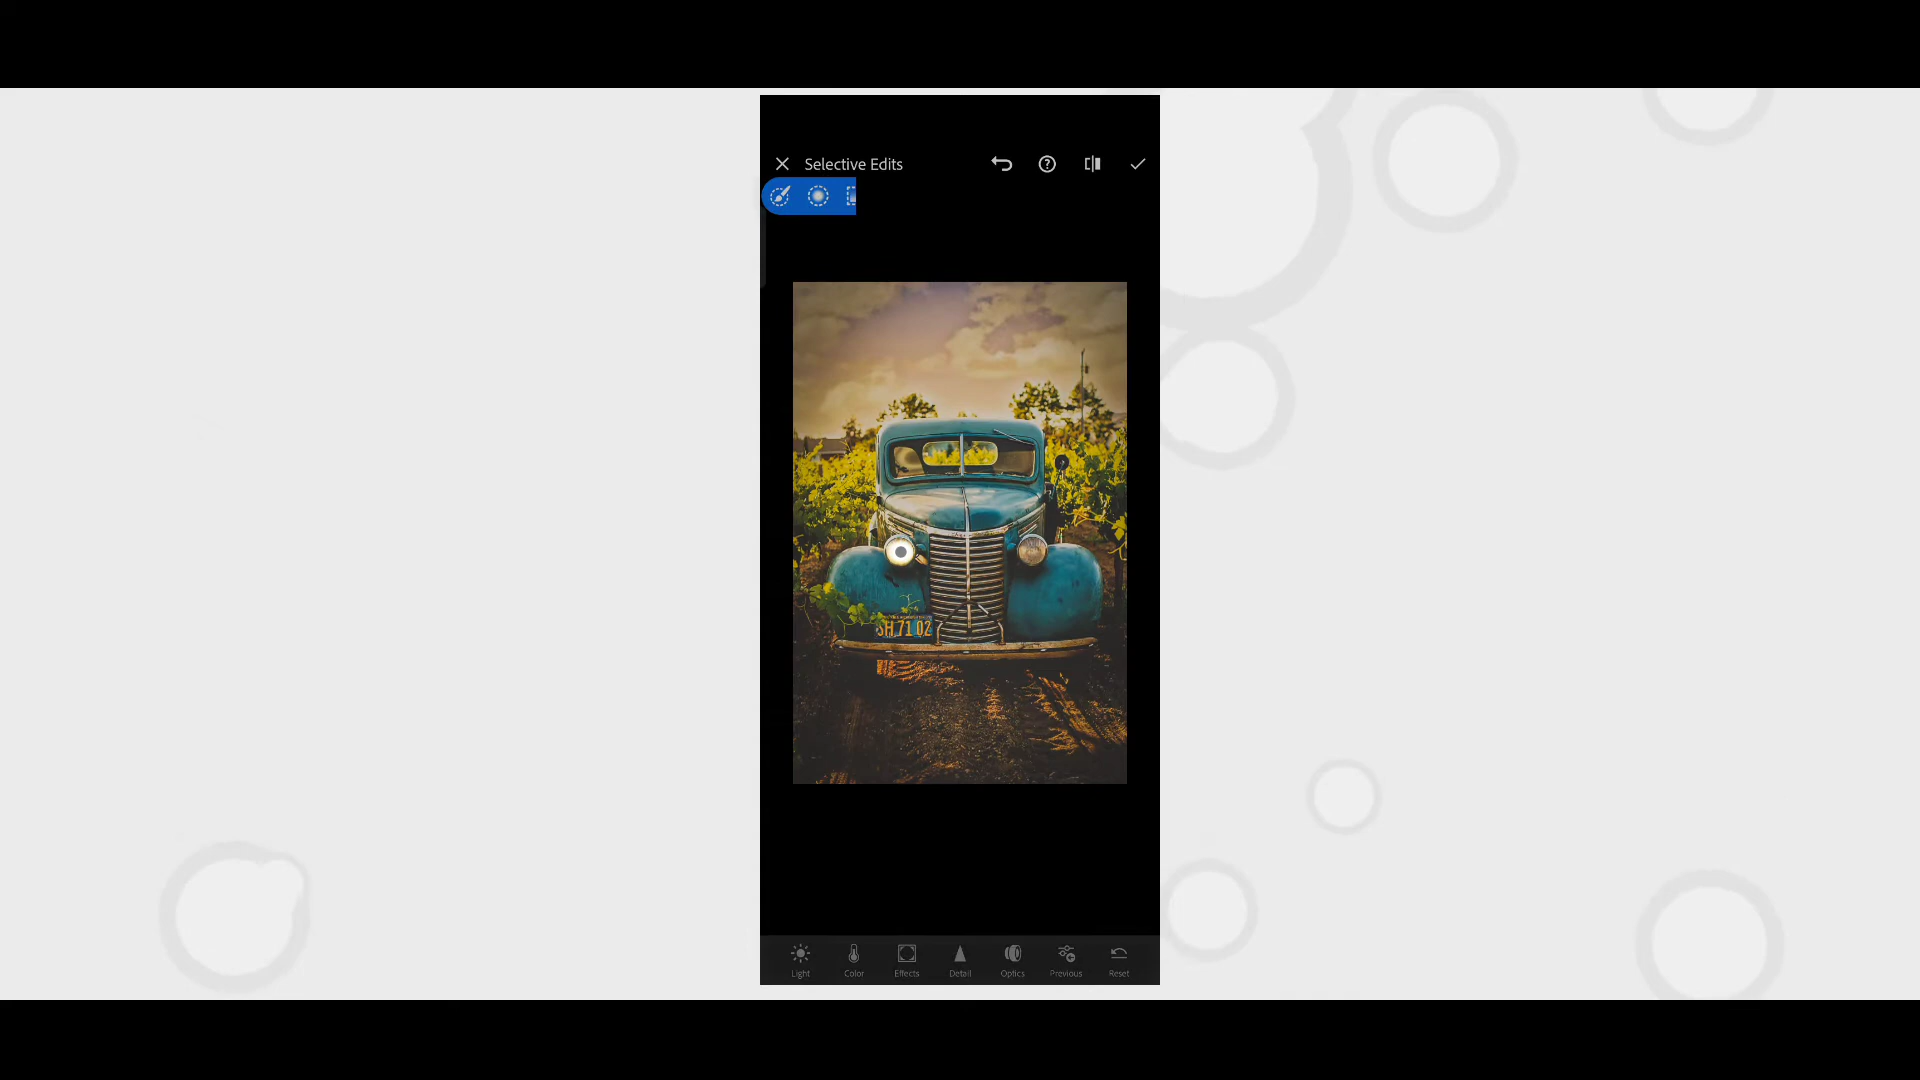 Selective Edits
SH 71 02
Light Color Effects Detail Optics Previous Reset